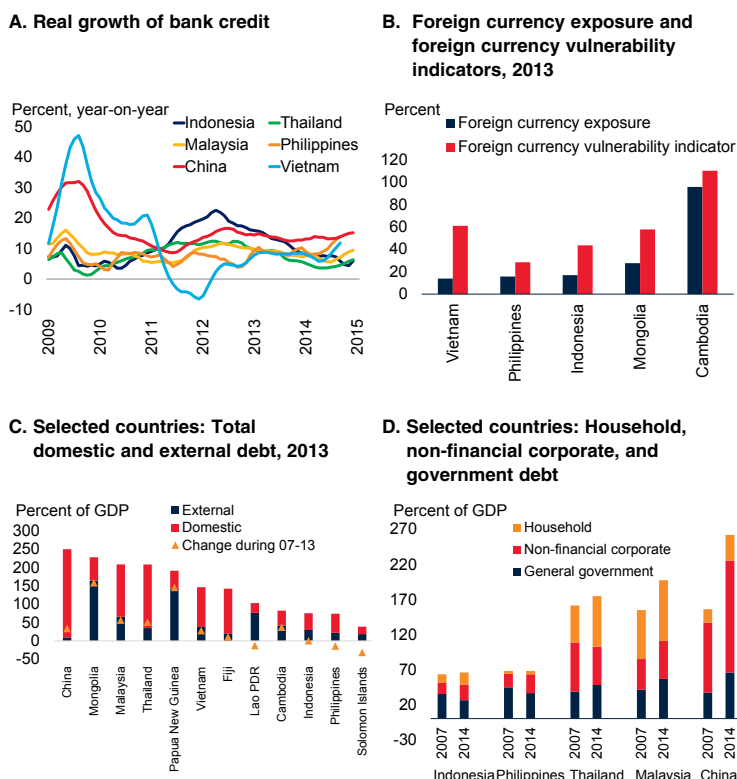 A. Real growth of bank credit
Percent, year-on-year
50
40
30
20
10
0
-10
Indonesia
Thailand
Malaysia
Philippines
China
Vietnam
2009
2010
2011
2012
2013
2014
2015
B. Foreign currency exposure and
foreign currency vulnerability
indicators, 2013
Percent
Foreign currency exposure
Foreign currency vulnerability indicator
120
100
80
60
40
20
0
Vietnam
Philippines
Indonesia
Mongolia
Cambodia
C. Selected countries: Total
domestic and external debt, 2013
Percent of GDP
External
Domestic
Change during 07-13
300
250
200
150
100
50
0
-50
China
Mongolia
Malaysia
Thailand
Papua New Guinea
Vietnam
Fiji
Lao PDR
Cambodia
Indonesia
Philippines
Solomon Islands
D. Selected countries: Household,
non-financial corporate, and
government debt
Percent of GDP
Household
Non-financial corporate
General government
270
220
170
120
70
20
-30
2007
2014
2007
2014
2007
2014
2007
2014
2007
2014
Indonesia Philippines Thailand Malaysia China